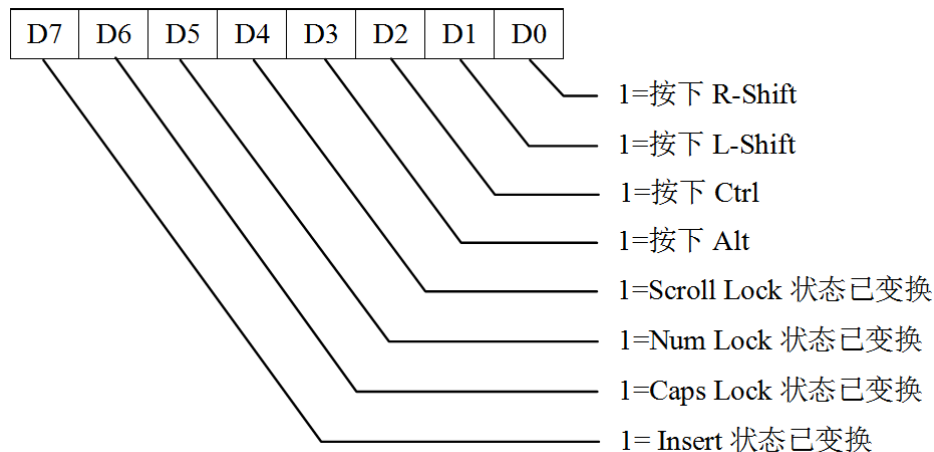 D7 D6 D5 D4 D3 D2 D1 D0
1=按下 R-Shift
1=按下 L-Shift
1=按下 Ctrl
1=按下 Alt
1=Scroll Lock 状态已变换
1=Num Lock 状态已变换
1=Caps Lock 状态已变换
1= Insert 状态已变换